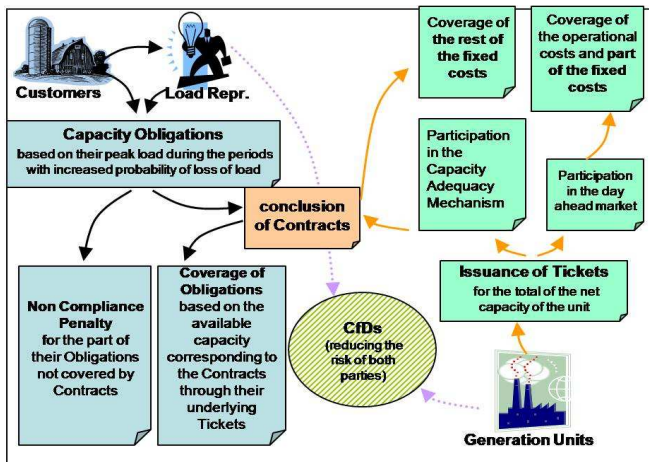 Customers
Load Repr.
Capacity Obligations
based on their peak load during the periods
with increased probability of loss of load
conclusion
of Contracts
Non Compliance
Penalty
for the part of
their Obligations
not covered by
Contracts
Coverage of
Obligations
based on the
available
capacity
corresponding to
the Contracts
through their
underlying
Tickets
CfDs
(reducing the
risk of both
parties)
Coverage of
the rest of
the fixed
costs
Coverage of
the operational
costs and part
of the fixed
costs
Participation
in the
Capacity
Adequacy
Mechanism
Participation
in the day
ahead market
Issuance of Tickets
for the total of the net
capacity of the unit
Generation Units